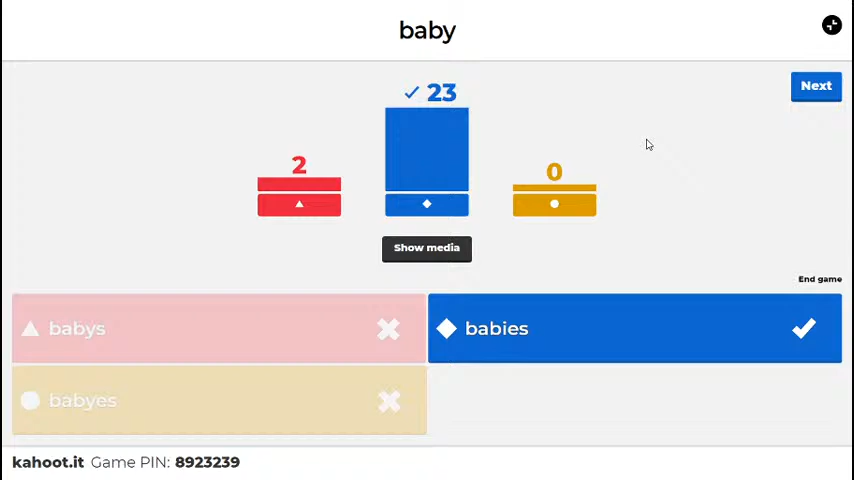 baby
23
Next
2
0
Show media
End game
babys
babies
babyes
kahoot.it Game PIN: 8923239